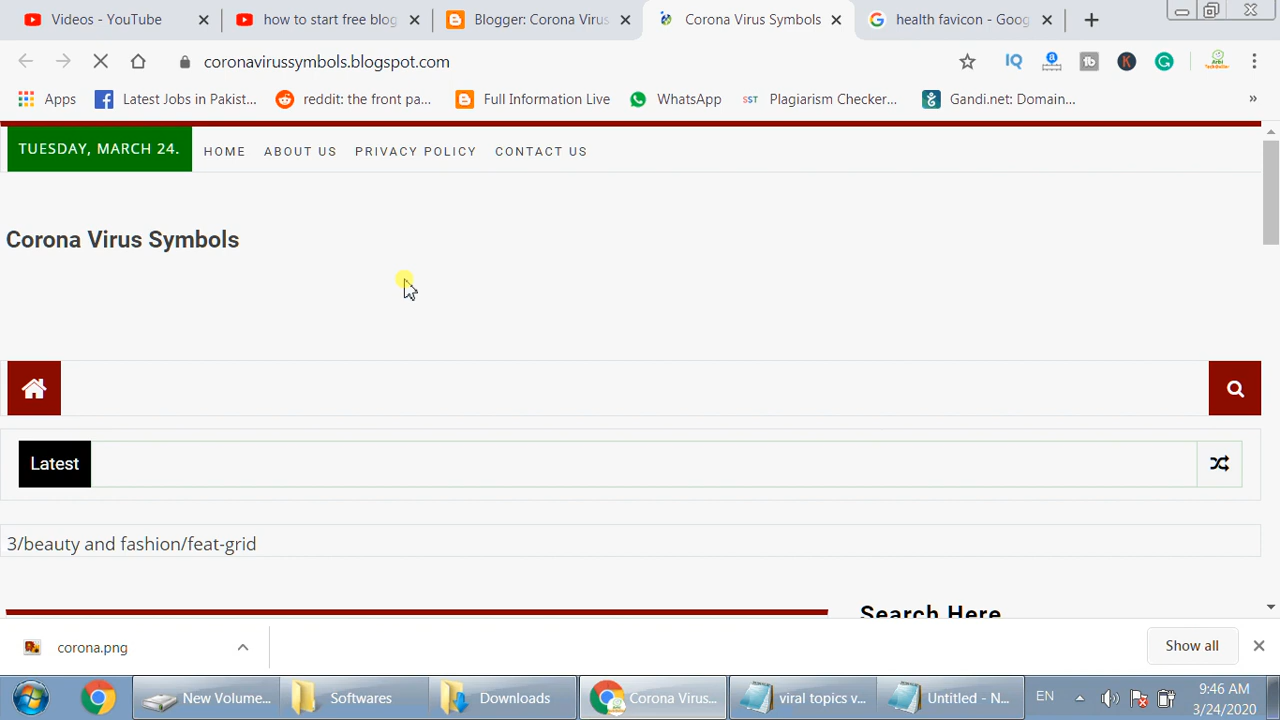 Videos - YouTube
how to start free blog
Blogger: Corona Virus
Corona Virus Symbols
health favicon - Goog
coronavirussymbols.blogspot.com
Apps
Latest Jobs in Pakist...
reddit: the front pa...
Full Information Live
WhatsApp
SST
Plagiarism Checker...
Gandi.net: Domain...
»
TUESDAY, MARCH 24.
HOME
ABOUT US
PRIVACY POLICY
CONTACT US
Corona Virus Symbols
Latest
3/beauty and fashion/feat-grid
Search Here
corona.png
Show all
New Volume...
Softwares
Downloads
Corona Virus...
viral topics v...
Untitled - N...
EN
9:46 AM
3/24/2020